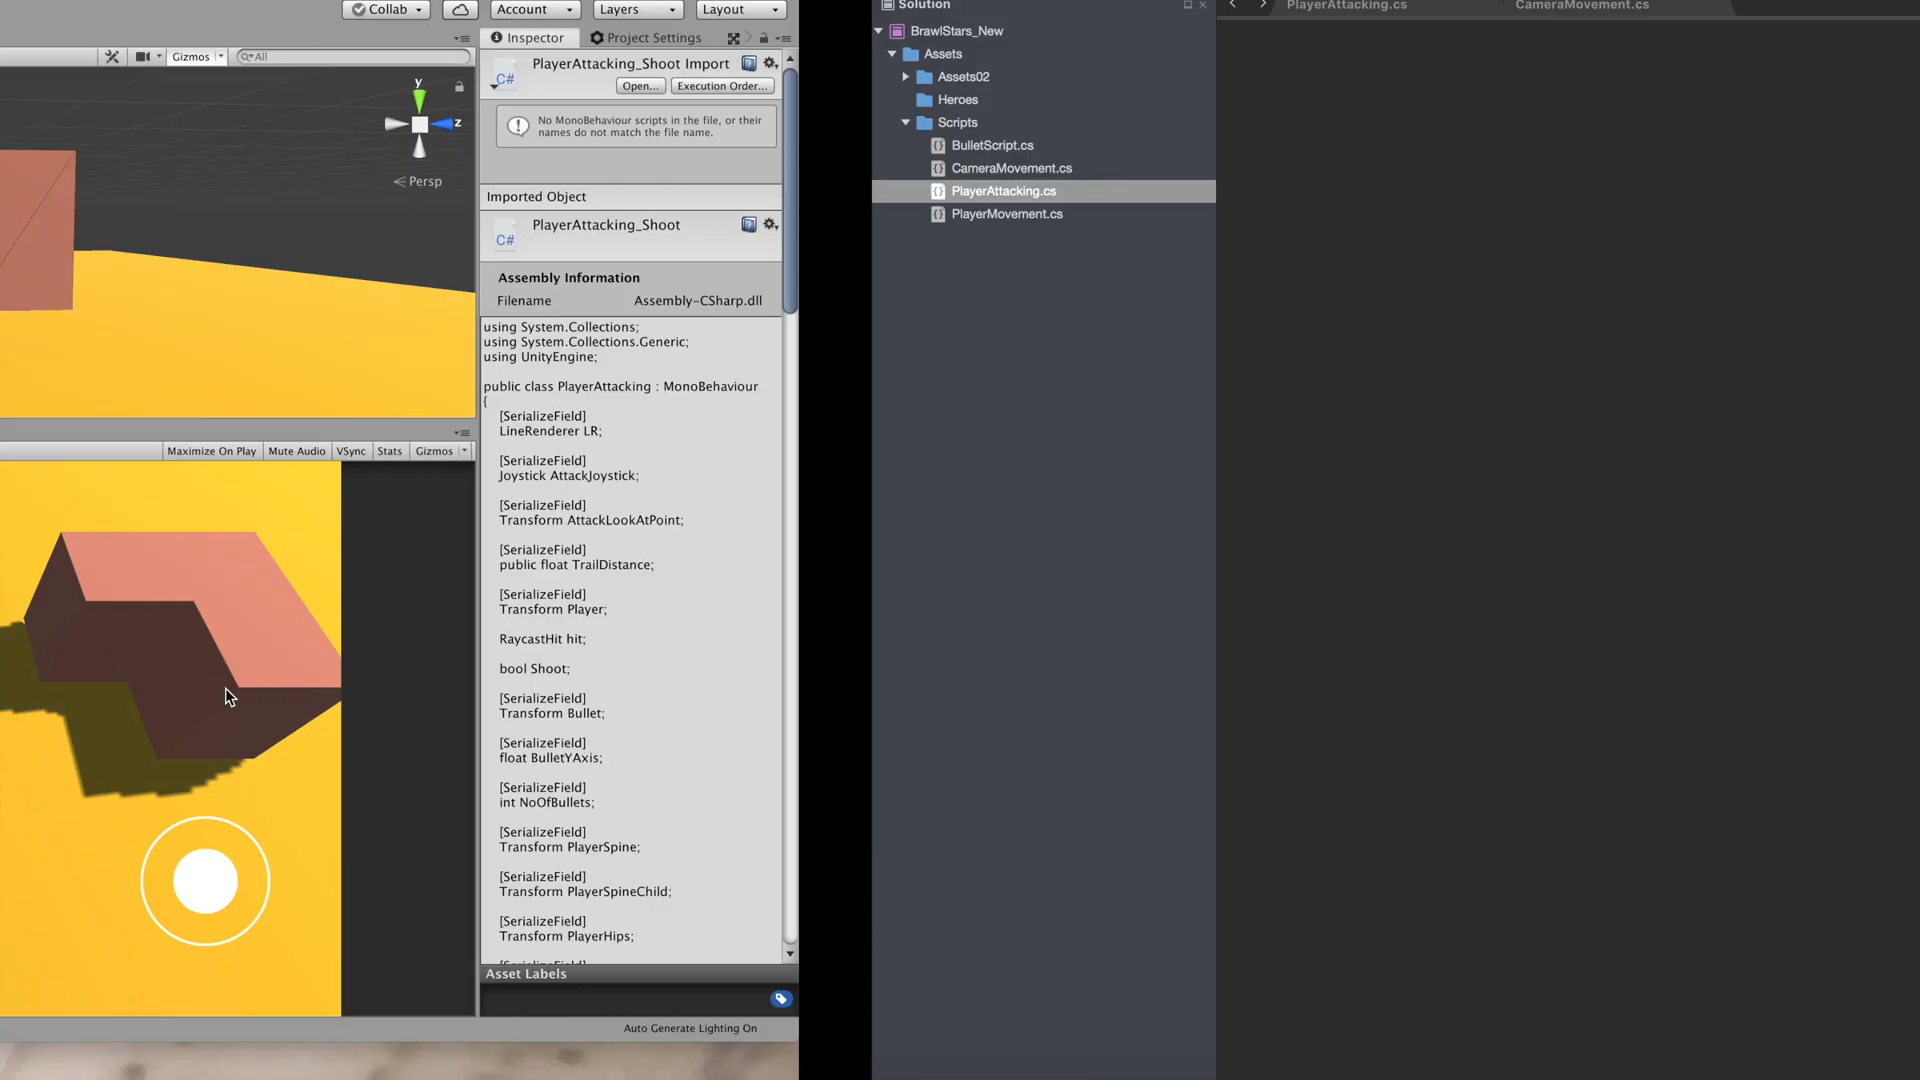 Collab
Account
Layers
Layout
Gizmos
All
y
z
Persp
Maximize On Play
Mute Audio
VSync
Stats
Gizmos
Inspector
Project Settings
C#
PlayerAttacking_Shoot Import
Open...
Execution Order...
No MonoBehaviour scripts in the file, or their
names do not match the file name.
Imported Object
C#
PlayerAttacking_Shoot
Assembly Information
Filename
Assembly-CSharp.dll
using System.Collections;
using System.Collections.Generic;
using UnityEngine;
public class PlayerAttacking : MonoBehaviour
{
[SerializeField]
LineRenderer LR;
[SerializeField]
Joystick AttackJoystick;
[SerializeField]
Transform AttackLookAtPoint;
[SerializeField]
public float TrailDistance;
[SerializeField]
Transform Player;
RaycastHit hit;
bool Shoot;
[SerializeField]
Transform Bullet;
[SerializeField]
float BulletYAxis;
[SerializeField]
int NoOfBullets;
[SerializeField]
Transform PlayerSpine;
[SerializeField]
Transform PlayerSpineChild;
[SerializeField]
Transform PlayerHips;
Asset Labels
Auto Generate Lighting On
Solution
BrawlStars_New
Assets
Assets02
Heroes
Scripts
BulletScript.cs
CameraMovement.cs
PlayerAttacking.cs
PlayerMovement.cs
PlayerAttacking.cs
CameraMovement.cs